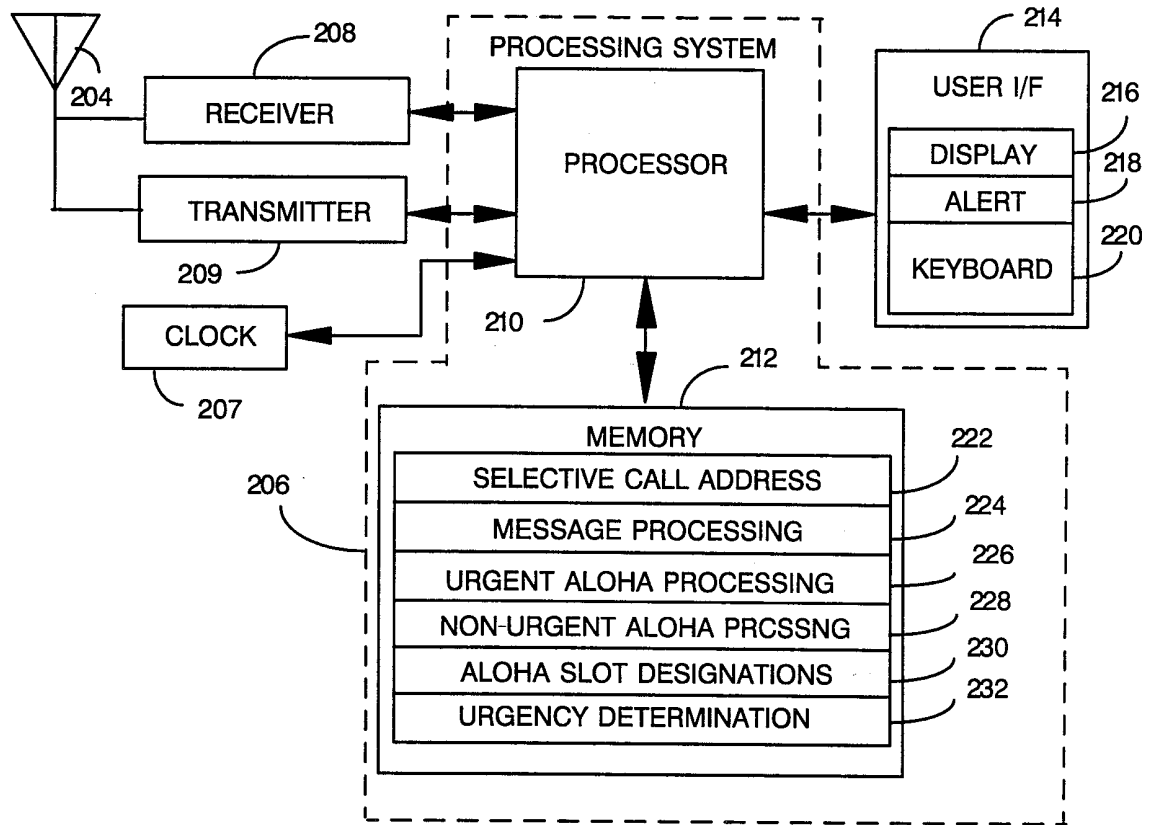 204
208
RECEIVER
TRANSMITTER
209
CLOCK
207
PROCESSING SYSTEM
PROCESSOR
210
214
USER I/F
216
DISPLAY
218
ALERT
220
KEYBOARD
212
206
MEMORY
222
SELECTIVE CALL ADDRESS
224
MESSAGE PROCESSING
226
URGENT ALOHA PROCESSING
228
NON-URGENT ALOHA PRCSSNG
230
ALOHA SLOT DESIGNATIONS
232
URGENCY DETERMINATION